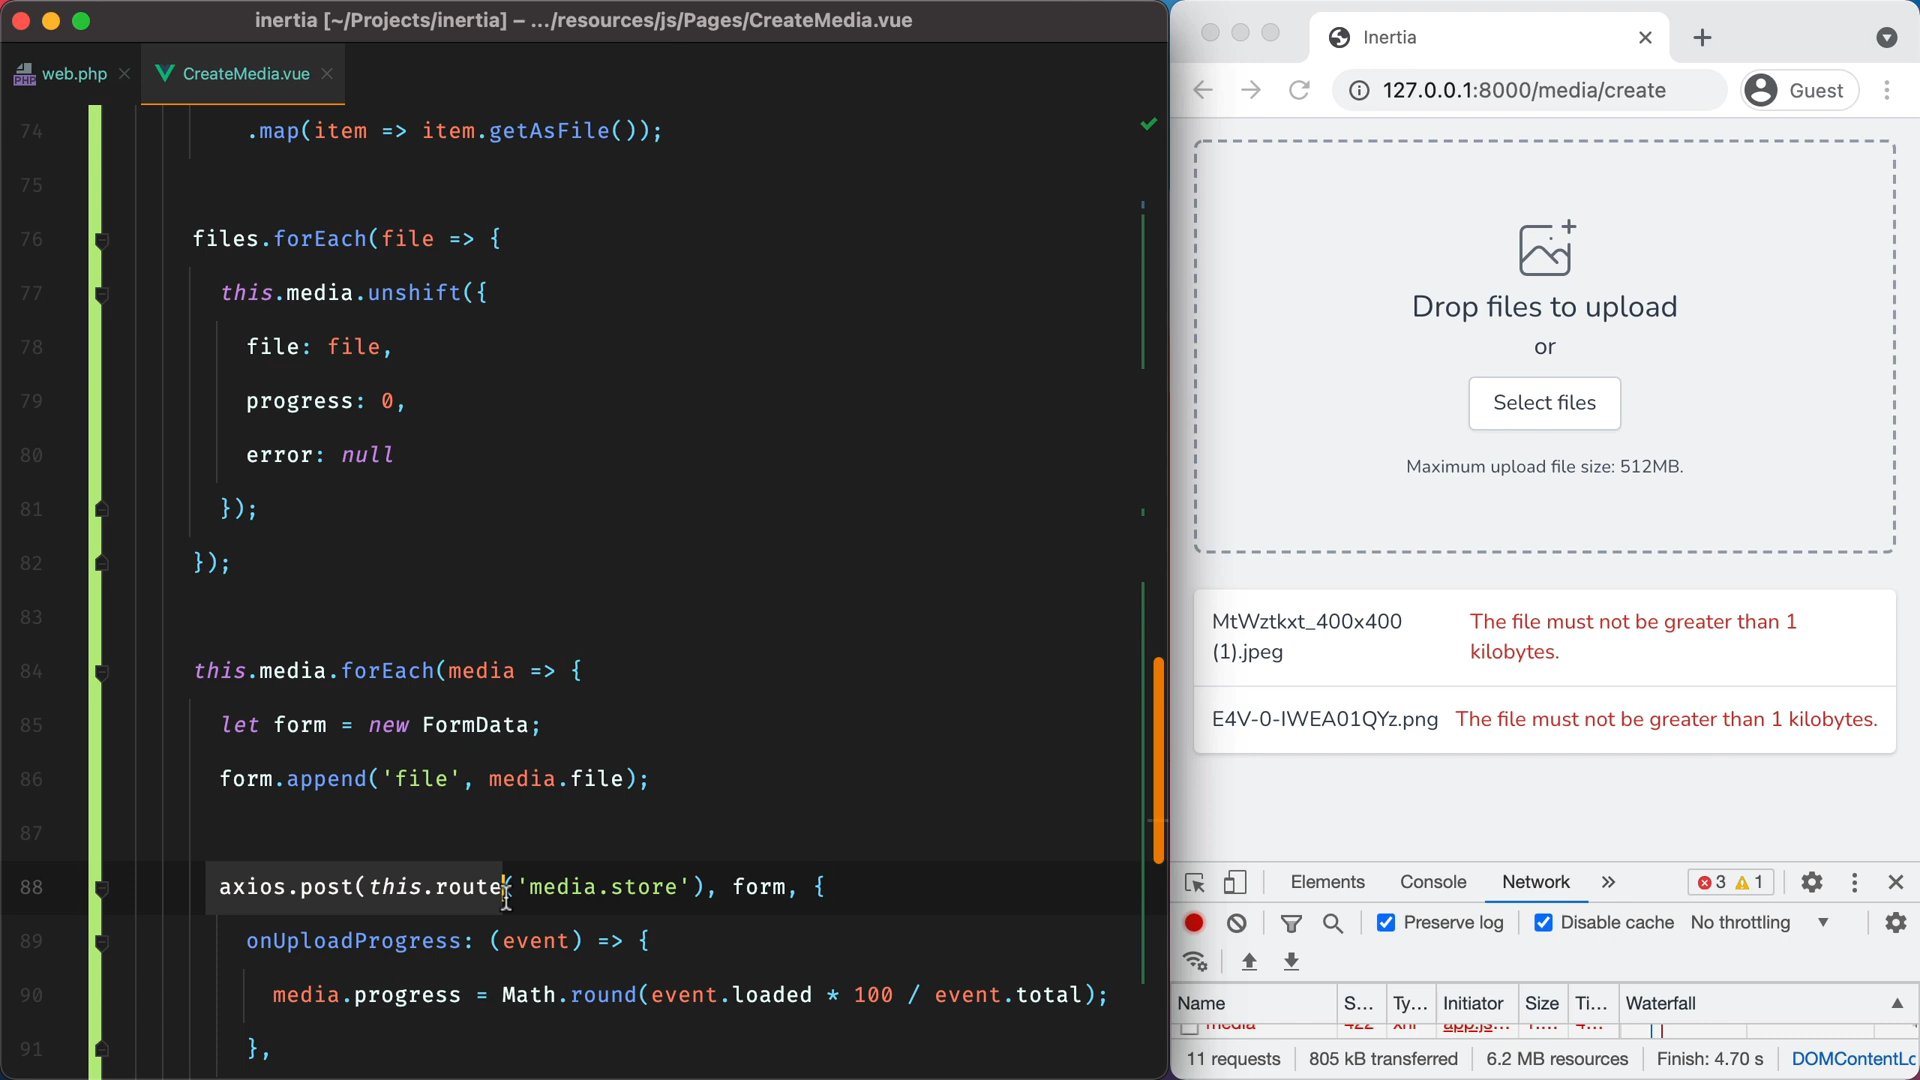 inertia [~/Projects/inertia] – .../resources/js/Pages/CreateMedia.vue
web.php
CreateMedia.vue
74 .map(item => item.getAsFile());
75
76 files.forEach(file => {
77 this.media.unshift({
78 file: file,
79 progress: 0,
80 error: null
81 });
82 });
83
84 this.media.forEach(media => {
85 let form = new FormData;
86 form.append('file', media.file);
87
88 axios.post(this.route('media.store'), form, {
89 onUploadProgress: (event) => {
90 media.progress = Math.round(event.loaded * 100 / event.total);
91 },
Inertia
127.0.0.1:8000/media/create
Guest
Drop files to upload
or
Select files
Maximum upload file size: 512MB.
MtWztkxt_400x400 (1).jpeg
The file must not be greater than 1
kilobytes.
E4V-0-IWEA01QYz.png The file must not be greater than 1 kilobytes.
Elements Console Network » 3 1
Preserve log Disable cache No throttling
Name S... Ty... Initiator Size Ti... Waterfall
media 422 xhr app.js...
11 requests 805 kB transferred 6.2 MB resources Finish: 4.70 s DOMContentLc